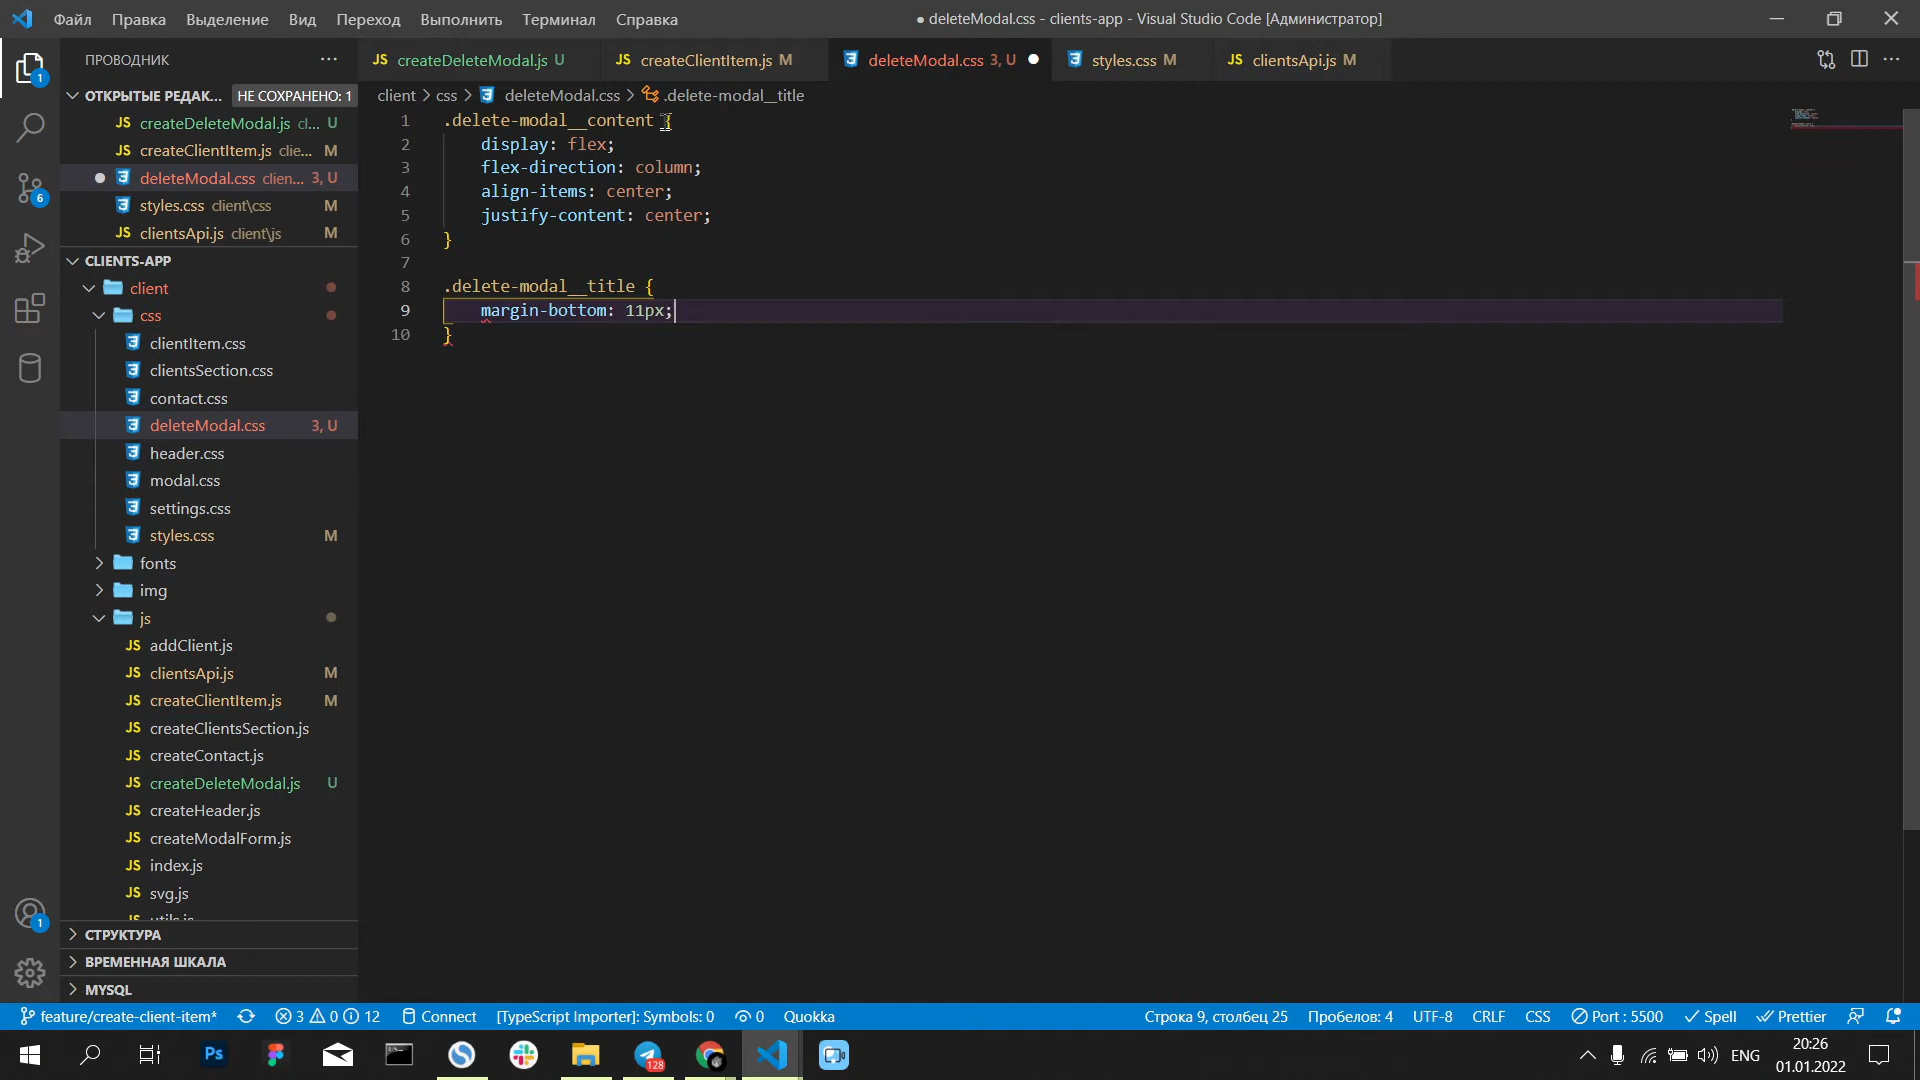 Файл Правка Выделение Вид Переход Выполнить Терминал Справка
● deleteModal.css - clients-app - Visual Studio Code [Администратор]
ПРОВОДНИК
JS createDeleteModal.js U
JS createClientItem.js M
deleteModal.css 3, U
styles.css M
JS clientsApi.js M
ОТКРЫТЫЕ РЕДАК... НЕ СОХРАНЕНО: 1
JS createDeleteModal.js cl... U
JS createClientItem.js clie... M
deleteModal.css clien... 3, U
styles.css client\css M
JS clientsApi.js client\js M
CLIENTS-APP
client
css
clientItem.css
clientsSection.css
contact.css
deleteModal.css 3, U
header.css
modal.css
settings.css
styles.css M
fonts
img
js
JS addClient.js
JS clientsApi.js M
JS createClientItem.js M
JS createClientsSection.js
JS createContact.js
JS createDeleteModal.js U
JS createHeader.js
JS createModalForm.js
JS index.js
JS svg.js
JS utils.js
СТРУКТУРА
ВРЕМЕННАЯ ШКАЛА
MYSQL
client > css > deleteModal.css > .delete-modal__title
1 .delete-modal__content {
2 display: flex;
3 flex-direction: column;
4 align-items: center;
5 justify-content: center;
6 }
7
8 .delete-modal__title {
9 margin-bottom: 11px;
10 }
1
6
1
feature/create-client-item* 3 0 12 Connect [TypeScript Importer]: Symbols: 0 0 Quokka
Строка 9, столбец 25 Пробелов: 4 UTF-8 CRLF CSS Port : 5500 Spell Prettier
Ps
128
ENG
20:26
01.01.2022